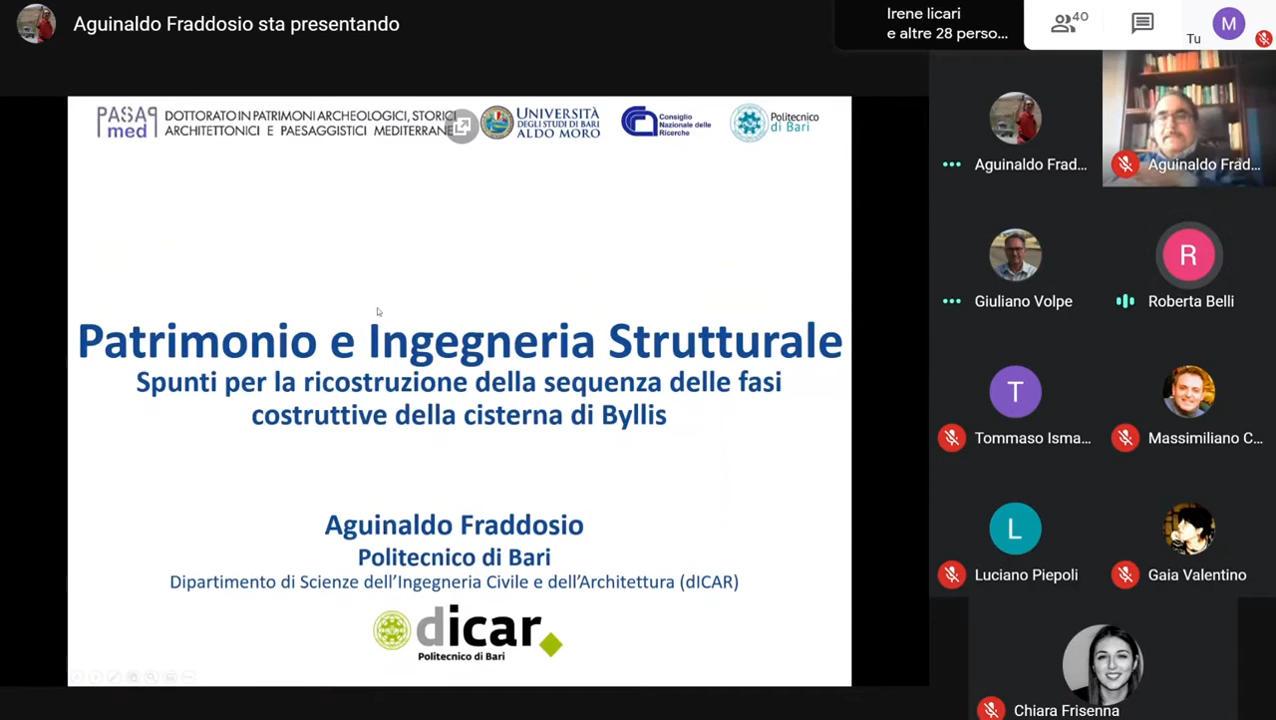 Aguinaldo Fraddosio sta presentando
Irene licari
e altre 28 perso...
40
Tu
M
PASAP
med
DOTTORATO IN PATRIMONI ARCHEOLOGICI, STORICI
ARCHITETTONICI E PAESAGGISTICI MEDITERRANE
UNIVERSITÀ
DEGLI STUDI DI BARI
ALDO MORO
Consiglio
Nazionale delle
Ricerche
Politecnico
di Bari
Patrimonio e Ingegneria Strutturale
Spunti per la ricostruzione della sequenza delle fasi
costruttive della cisterna di Byllis
Aguinaldo Fraddosio
Politecnico di Bari
Dipartimento di Scienze dell'Ingegneria Civile e dell'Architettura (dICAR)
dicar
Politecnico di Bari
Aguinaldo Frad...
Aguinaldo Frad...
Giuliano Volpe
R
Roberta Belli
T
Tommaso Isma...
Massimiliano C...
L
Luciano Piepoli
Gaia Valentino
Chiara Frisenna